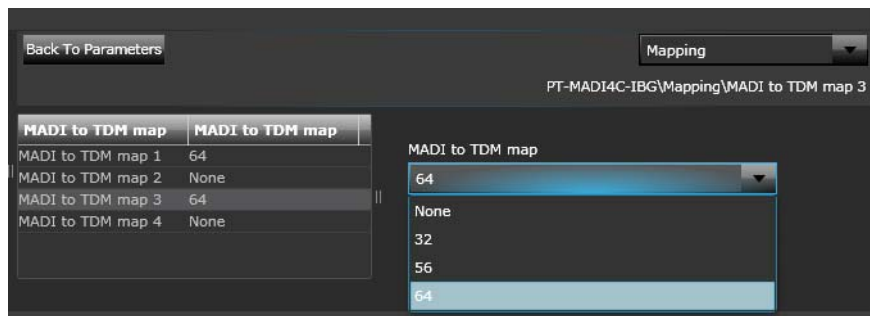 Back To Parameters
Mapping
PT-MADI4C-IBG\Mapping\MADI to TDM map 3
MADI to TDM map MADI to TDM map
MADI to TDM map 1 64
MADI to TDM map 2 None
MADI to TDM map 3 64
MADI to TDM map 4 None
MADI to TDM map
64
None
32
56
64